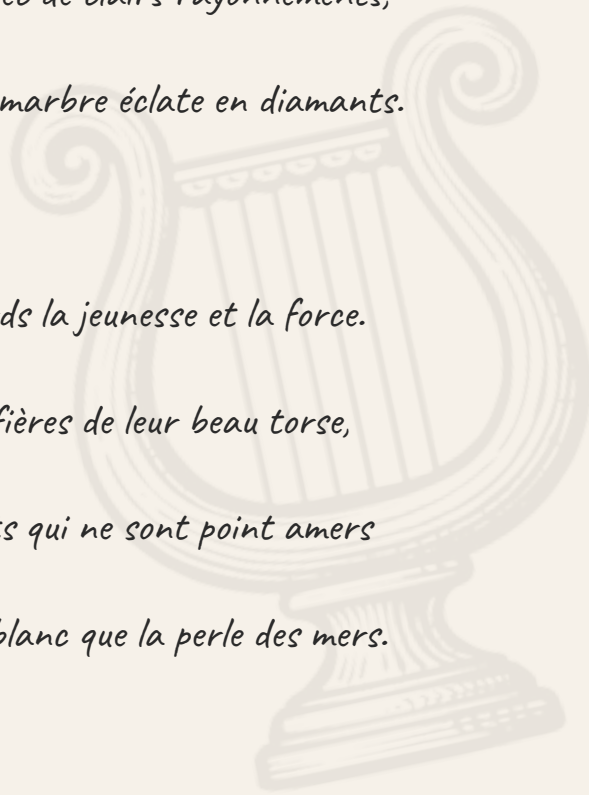 de clairs rayonnements,
marbre éclate en diamants.
ds la jeunesse et la force.
fières de leur beau torse,
s qui ne sont point amers
blanc que la perle des mers.